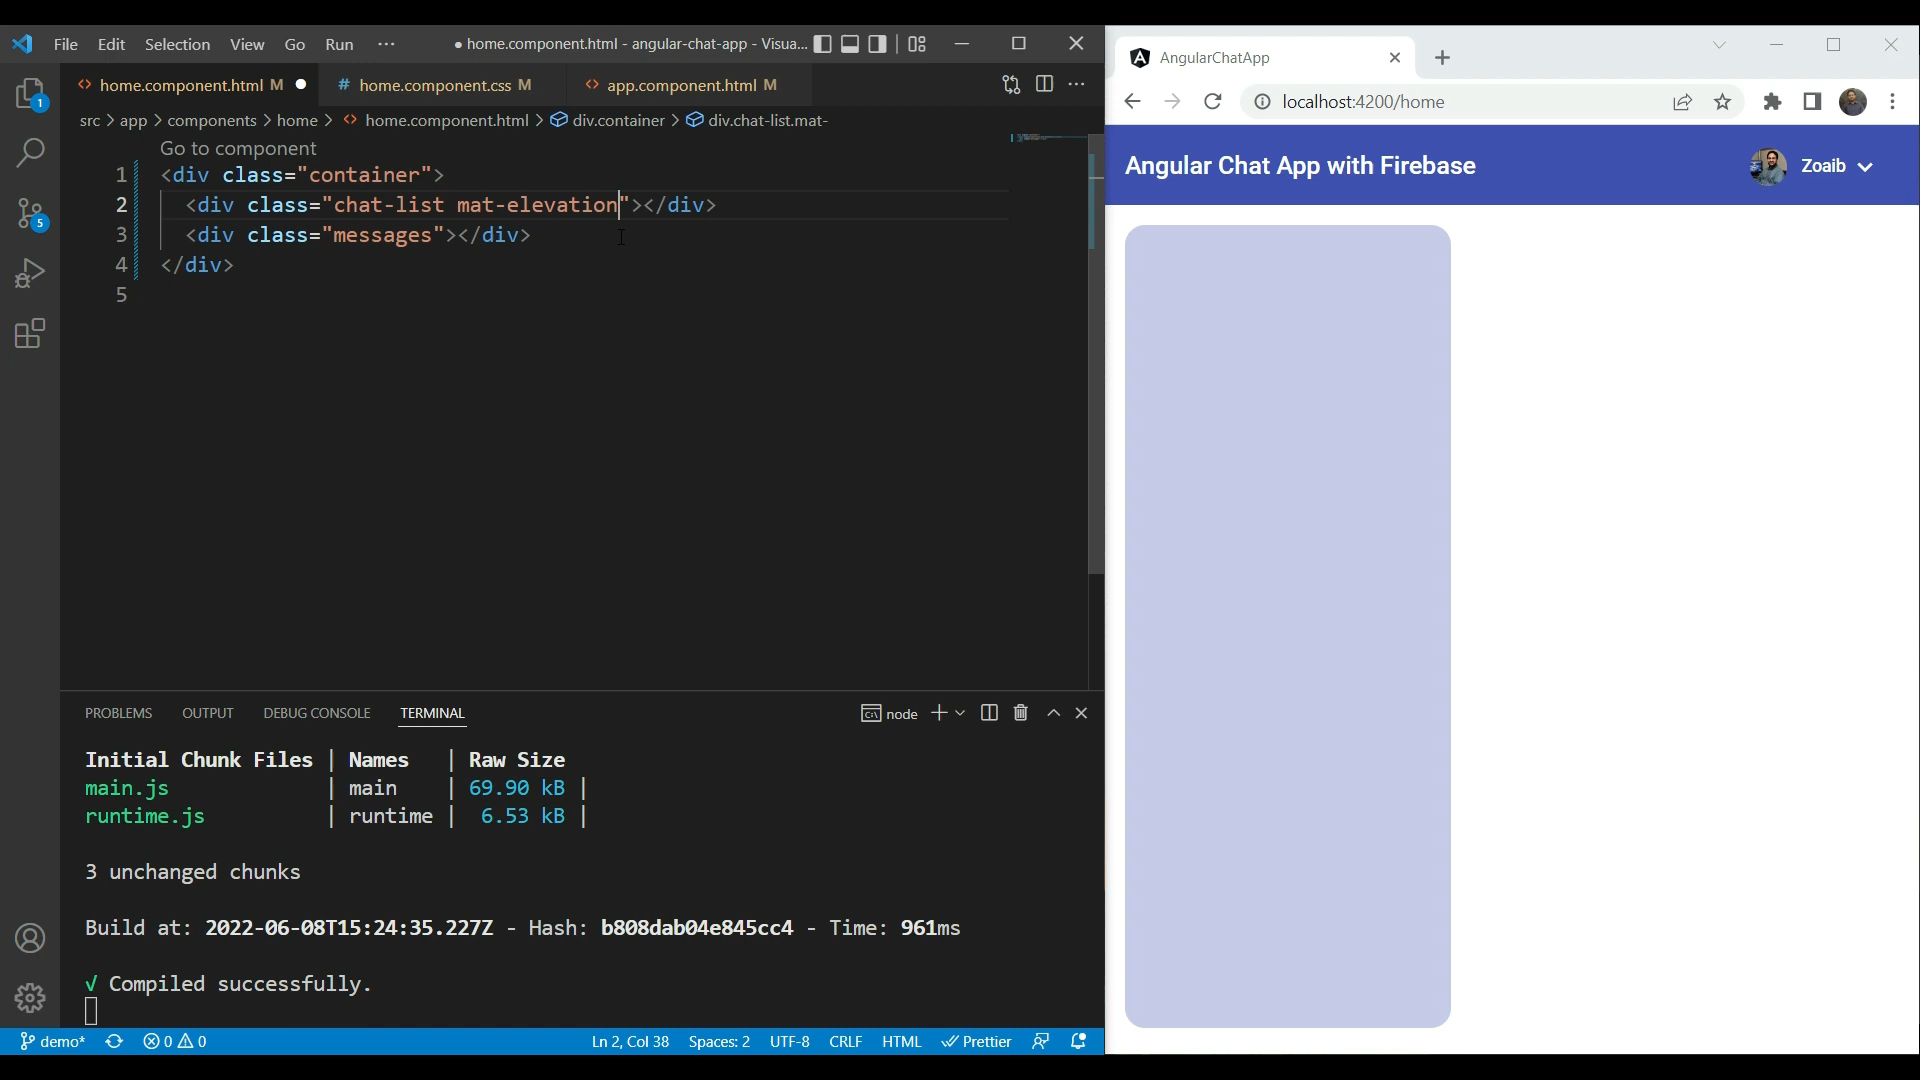 File Edit Selection View Go Run ··· ● home.component.html - angular-chat-app - Visua...
<> home.component.html M ● # home.component.css M <> app.component.html M ···
src > app > components > home > <> home.component.html > div.container > div.chat-list.mat-
Go to component
1 <div class="container">
2 <div class="chat-list mat-elevation"></div>
3 <div class="messages"></div>
4 </div>
5
1
5
PROBLEMS OUTPUT DEBUG CONSOLE TERMINAL node
Initial Chunk Files | Names | Raw Size
main.js | main | 69.90 kB |
runtime.js | runtime | 6.53 kB |
3 unchanged chunks
Build at: 2022-06-08T15:24:35.227Z - Hash: b808dab04e845cc4 - Time: 961ms
√ Compiled successfully.
demo* 0 0 Ln 2, Col 38 Spaces: 2 UTF-8 CRLF HTML Prettier
AngularChatApp
localhost:4200/home
Angular Chat App with Firebase Zoaib